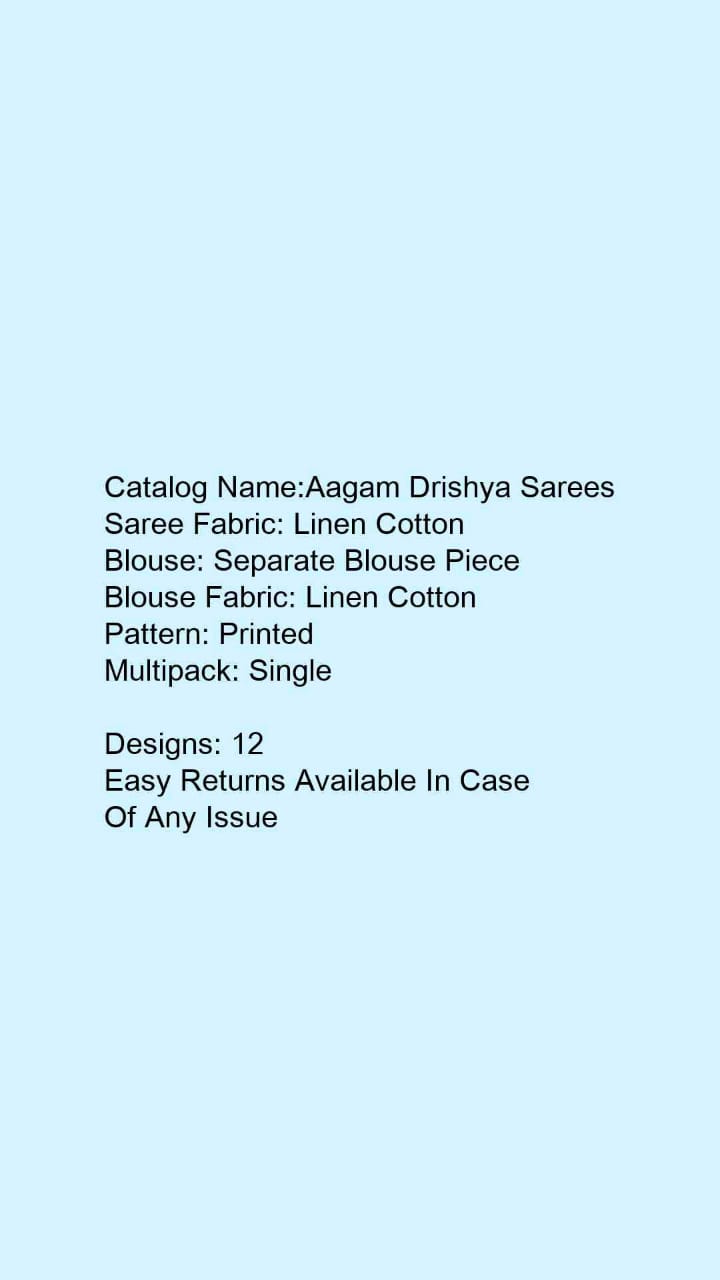 Catalog Name:Aagam Drishya Sarees
Saree Fabric: Linen Cotton
Blouse: Separate Blouse Piece
Blouse Fabric: Linen Cotton
Pattern: Printed
Multipack: Single
Designs: 12
Easy Returns Available In Case
Of Any Issue